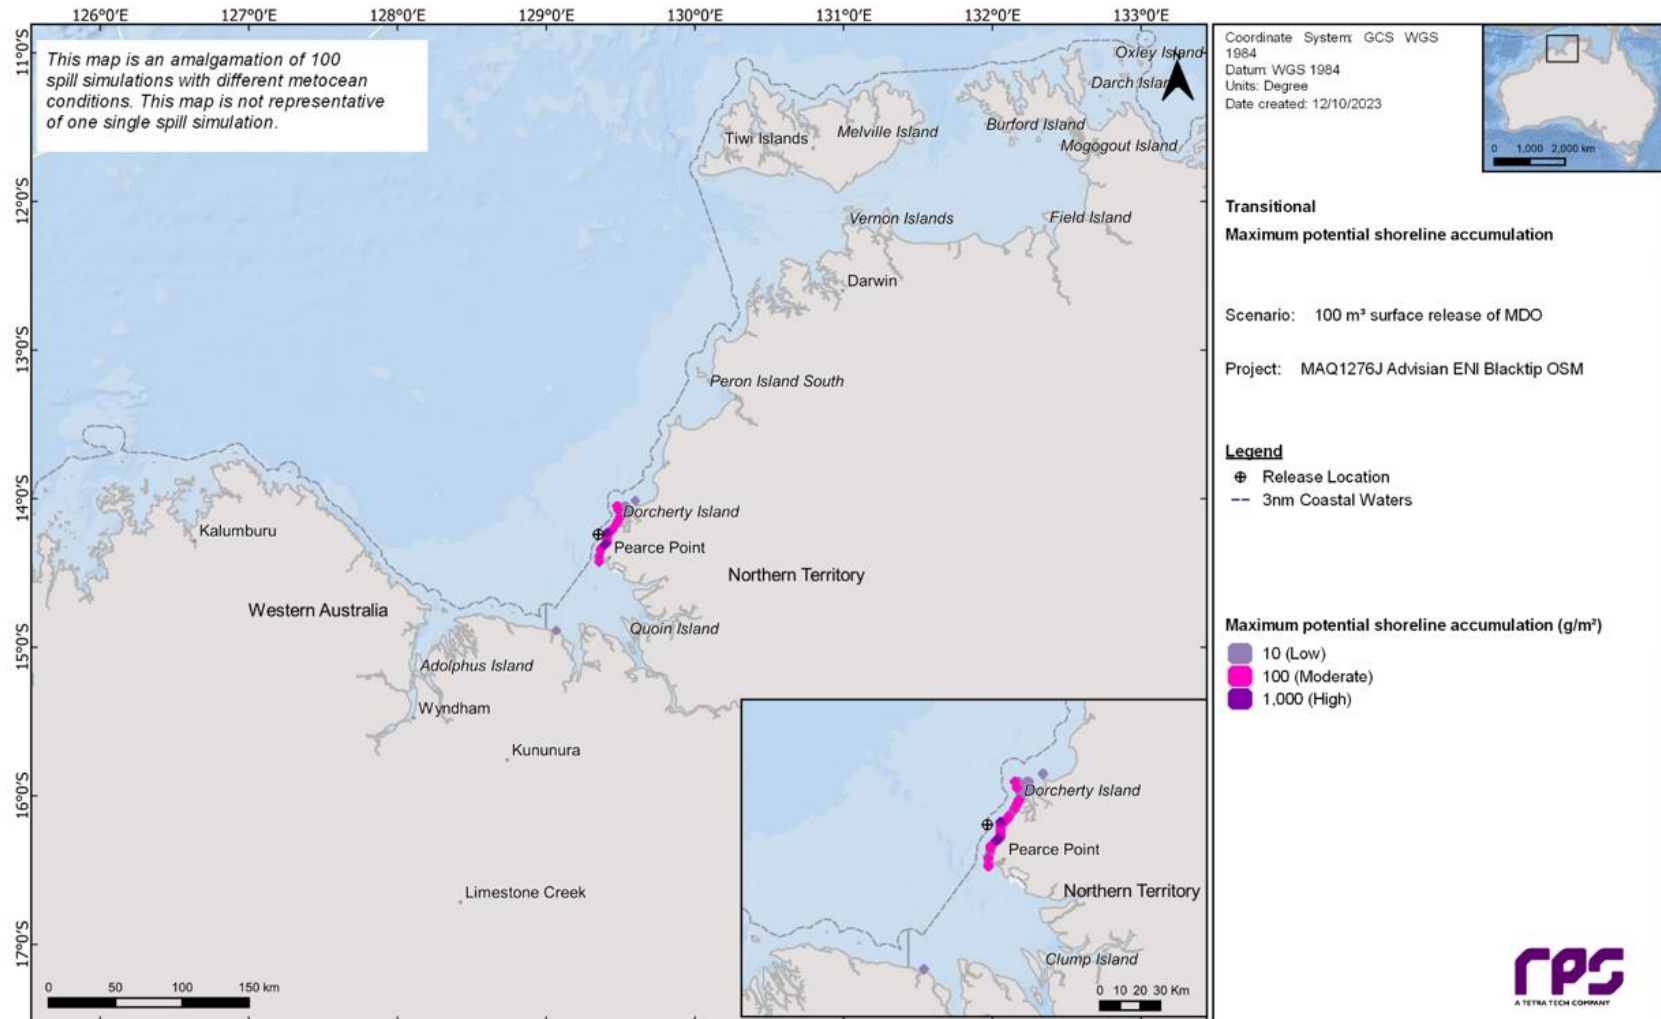 126°0'E 127°0'E 128°0'E 129°0'E 130°0'E 131°0'E 132°0'E 133°0'E
11°0'S
12°0'S
13°0'S
14°0'S
15°0'S
16°0'S
17°0'S
This map is an amalgamation of 100
spill simulations with different metocean
conditions. This map is not representative
of one single spill simulation.
Oxley Island
Darch Island
Tiwi Islands
Melville Island
Burford Island
Mogogout Island
Vernon Islands
Field Island
Darwin
Peron Island South
Dorcherty Island
Kalumburu
Pearce Point
Northern Territory
Western Australia
Quoin Island
Adolphus Island
Wyndham
Kununura
Limestone Creek
0 50 100 150 km
Dorcherty Island
Pearce Point
Northern Territory
Clump Island
0 10 20 30 Km
Coordinate System: GCS WGS
1984
Datum: WGS 1984
Units: Degree
Date created: 12/10/2023
0 1,000 2,000 km
Transitional
Maximum potential shoreline accumulation
Scenario: 100 m³ surface release of MDO
Project: MAQ1276J Advisian ENI Blacktip OSM
Legend
Release Location
3nm Coastal Waters
Maximum potential shoreline accumulation (g/m²)
10 (Low)
100 (Moderate)
1,000 (High)
rps
A TETRA TECH COMPANY